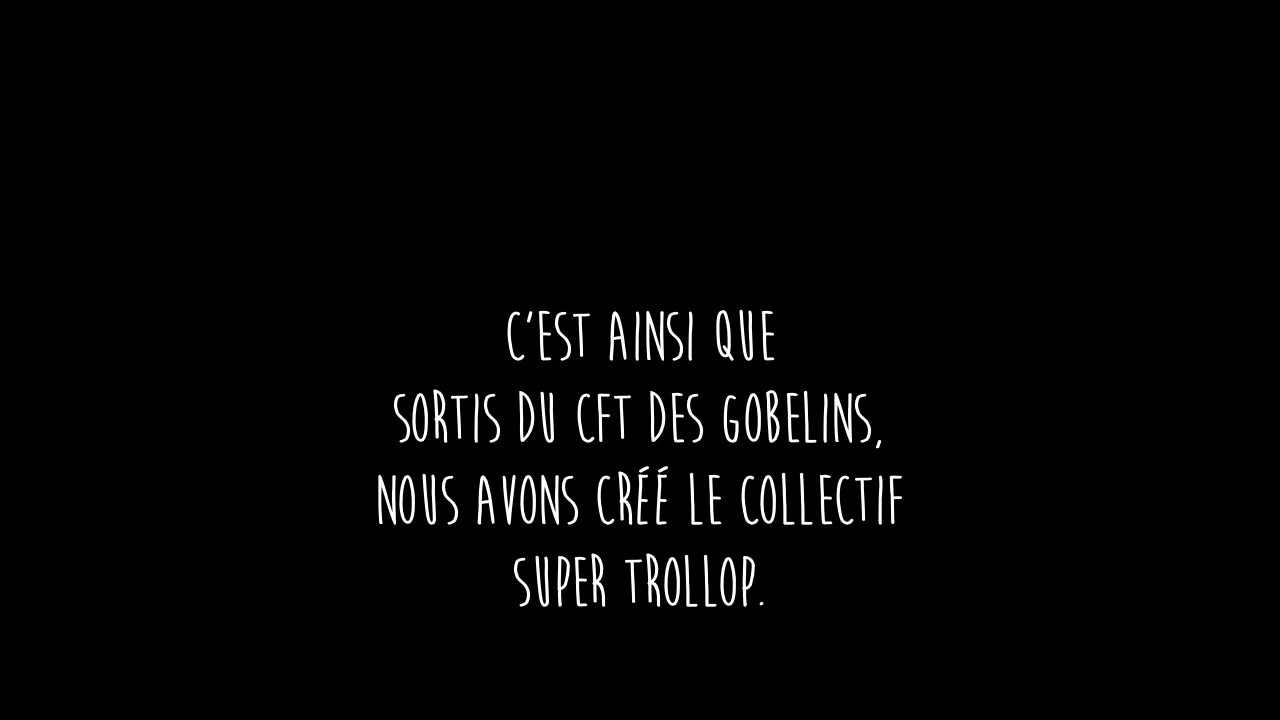 C'EST AINSI QUE
SORTIS DU CFT DES GOBELINS,
NOUS AVONS CRÉÉ LE COLLECTIF
SUPER TROLLOP.